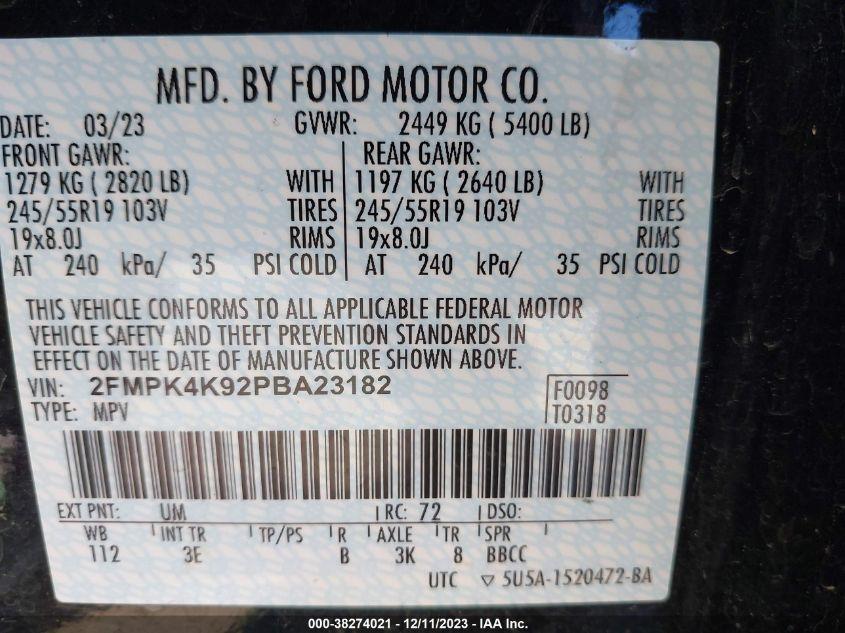 MFD. BY FORD MOTOR CO.
DATE: 03/23 GVWR: 2449 KG ( 5400 LB)
FRONT GAWR: REAR GAWR:
1279 KG ( 2820 LB) WITH 1197 KG ( 2640 LB) WITH
245/55R19 103V TIRES 245/55R19 103V TIRES
19x8.0J RIMS 19x8.0J RIMS
AT 240 kPa/ 35 PSI COLD AT 240 kPa/ 35 PSI COLD
THIS VEHICLE CONFORMS TO ALL APPLICABLE FEDERAL MOTOR
VEHICLE SAFETY AND THEFT PREVENTION STANDARDS IN
EFFECT ON THE DATE OF MANUFACTURE SHOWN ABOVE.
VIN: 2FMPK4K92PBA23182 F0098
TYPE: MPV T0318
EXT PNT: UM RC: 72 DSO:
WB INT TR TP/PS R AXLE TR SPR
112 3E B 3K 8 BBCC
UTC ▽ 5U5A-1520472-BA
000-38274021 - 12/11/2023 - IAA Inc.